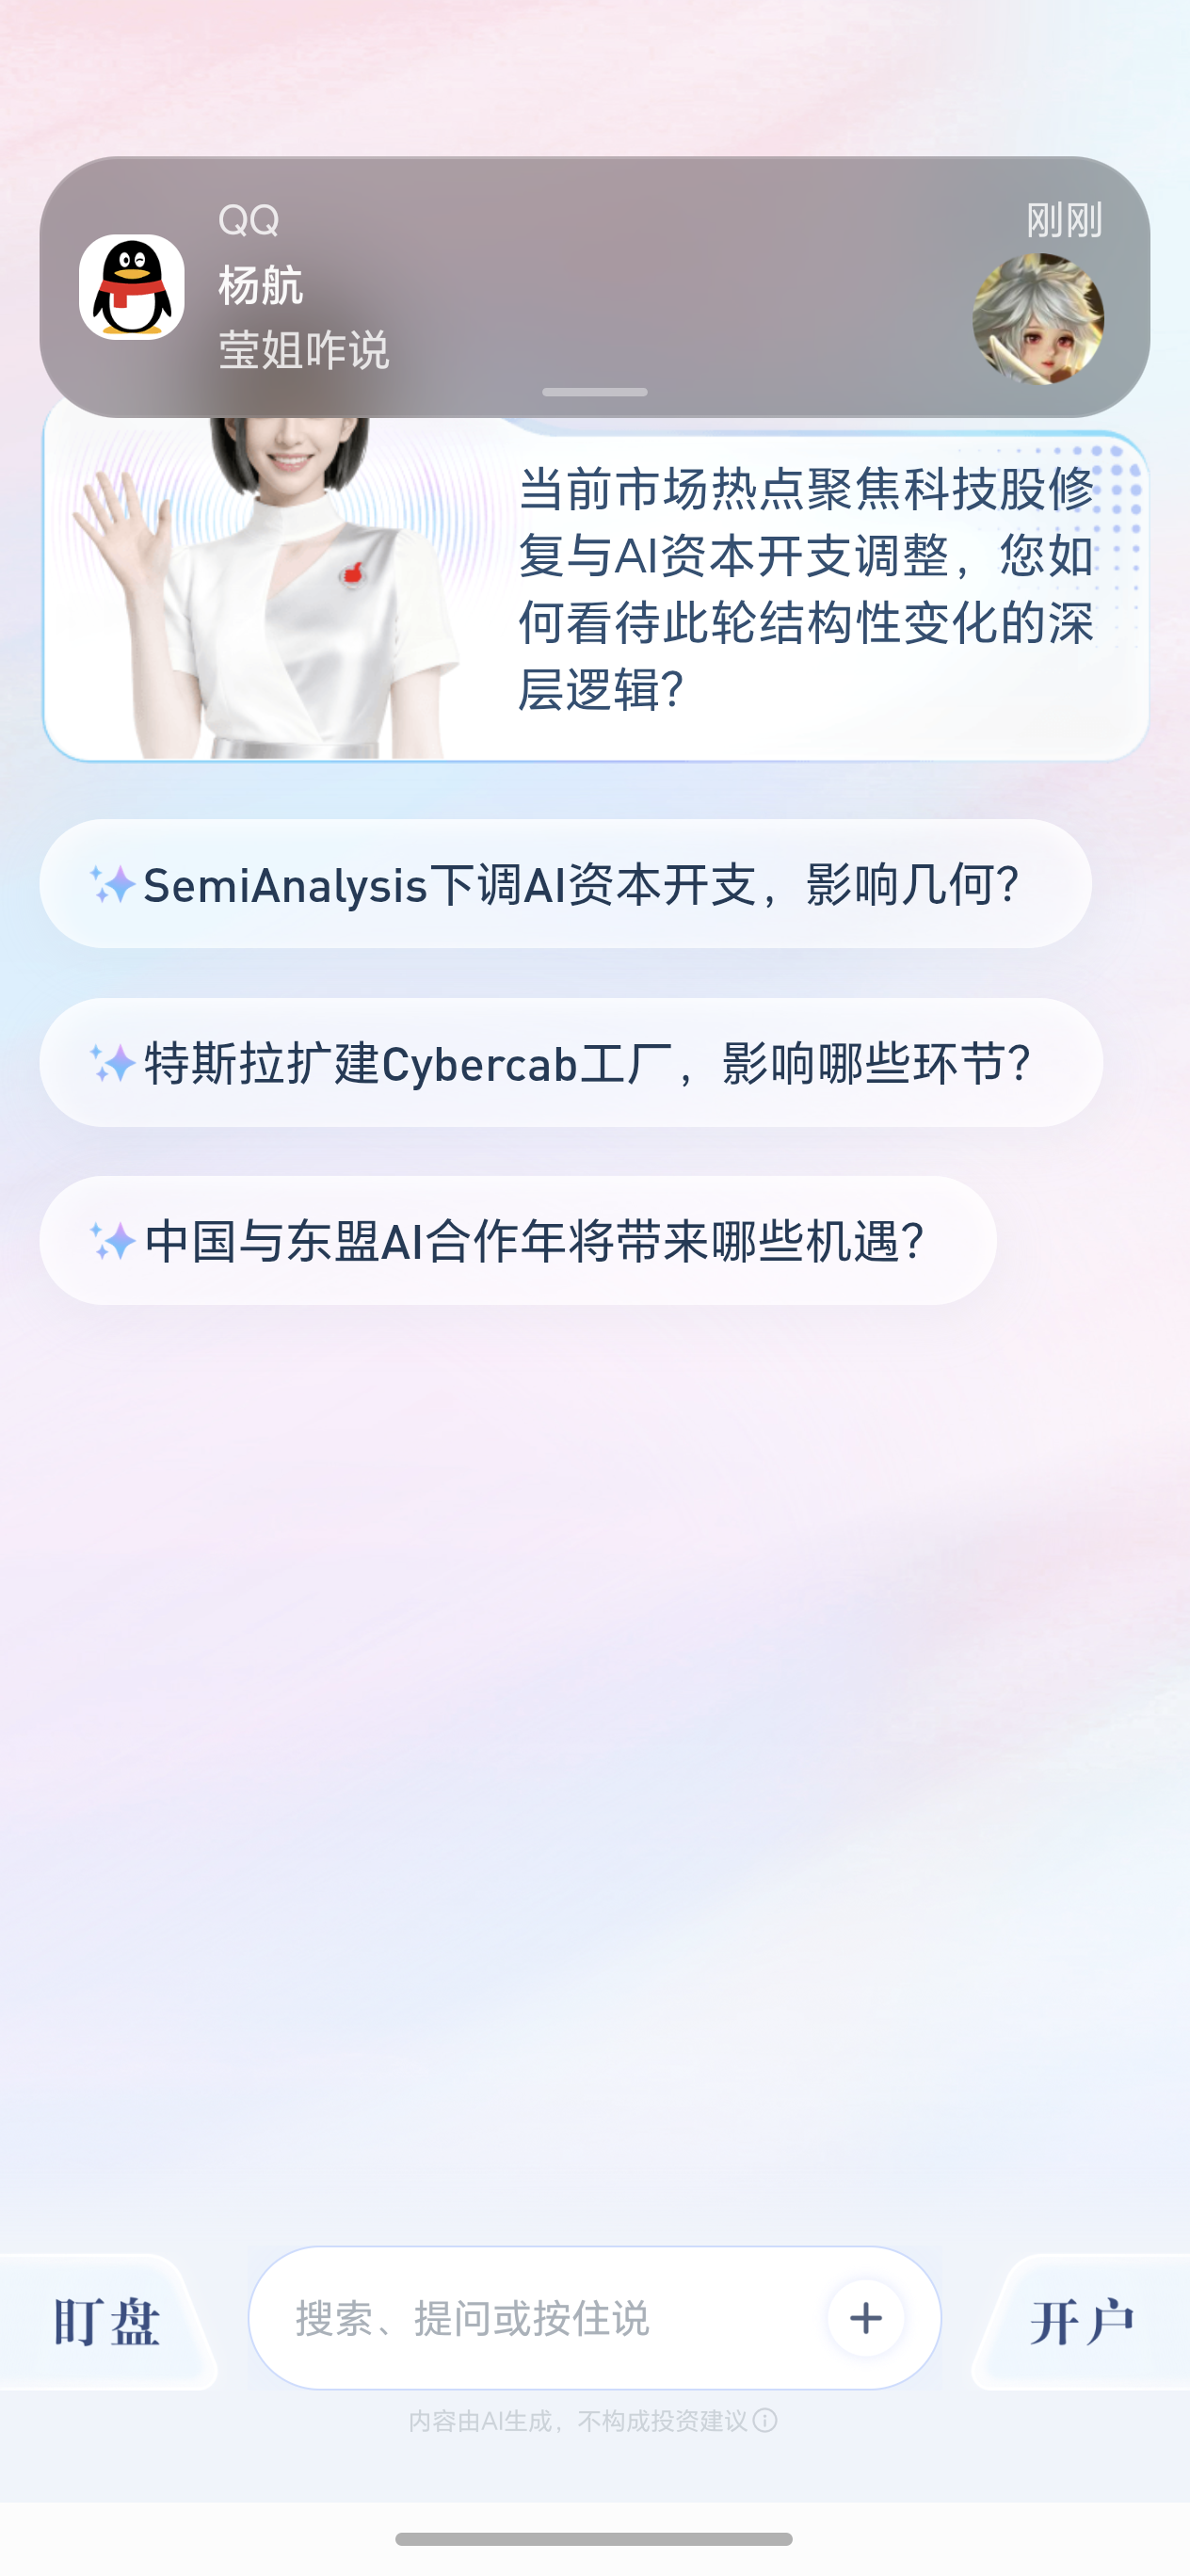 QQ
刚刚
杨航
莹姐咋说
当前市场热点聚焦科技股修
复与AI资本开支调整，您如
何看待此轮结构性变化的深
层逻辑？
SemiAnalysis下调AI资本开支，影响几何？
特斯拉扩建Cybercab工厂，影响哪些环节？
中国与东盟AI合作年将带来哪些机遇？
盯盘
搜索、提问或按住说
开户
内容由AI生成，不构成投资建议